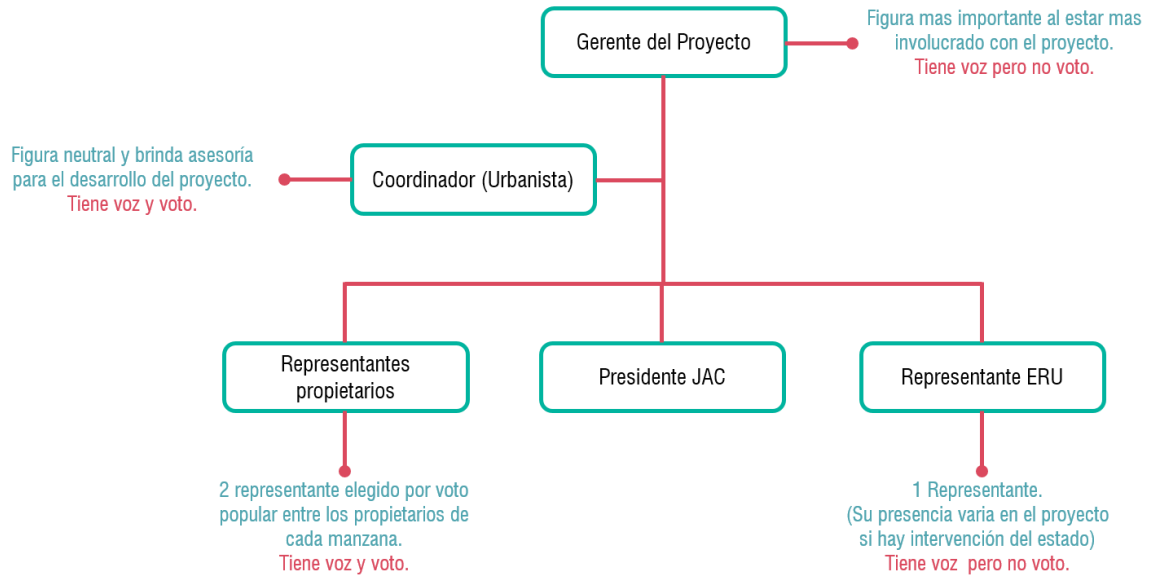 Gerente del Proyecto
Figura mas importante al estar mas
involucrado con el proyecto.
Tiene voz pero no voto.
Figura neutral y brinda asesoría
para el desarrollo del proyecto.
Tiene voz y voto.
Coordinador (Urbanista)
Representantes
propietarios
Presidente JAC
Representante ERU
2 representante elegido por voto
popular entre los propietarios de
cada manzana.
Tiene voz y voto.
1 Representante.
(Su presencia varia en el proyecto
si hay intervención del estado)
Tiene voz pero no voto.